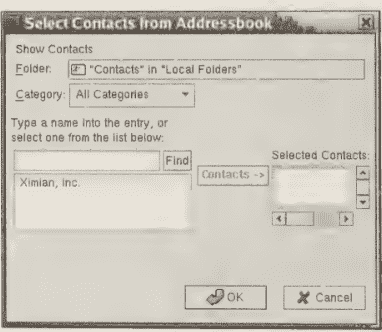 Select Contacts from Addressbook
Show Contacts
Folder: "Contacts" in "Local Folders"
Category: All Categories
Type a name into the entry, or
select one from the list below:
Find
Ximian, Inc.
Contacts ->
Selected Contacts:
OK
Cancel